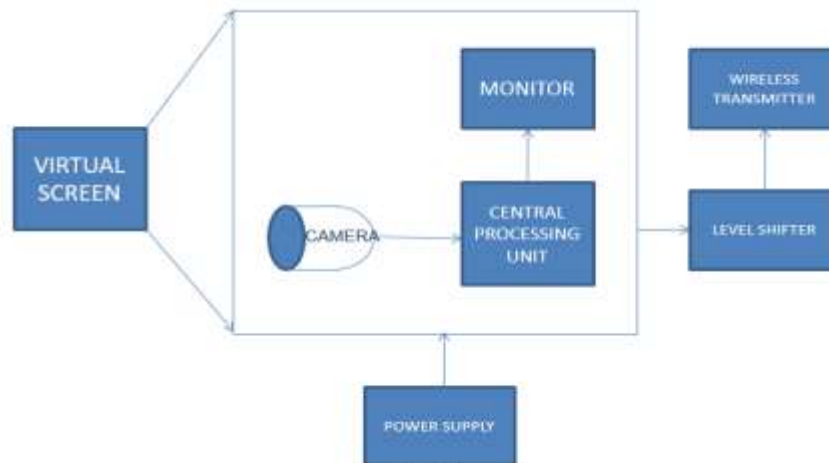 MONITOR
WIRELESS
TRANSMITTER
VIRTUAL
SCREEN
CAMERA
CENTRAL
PROCESSING
UNIT
LEVEL SHIFTER
POWER SUPPLY